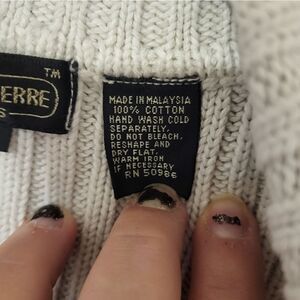 TM
ERRE
S
MADE IN MALAYSIA
100% COTTON
HAND WASH COLD
SEPARATELY.
DO NOT BLEACH.
RESHAPE AND
DRY FLAT.
WARM IRON
IF NECESSARY
RN 50986